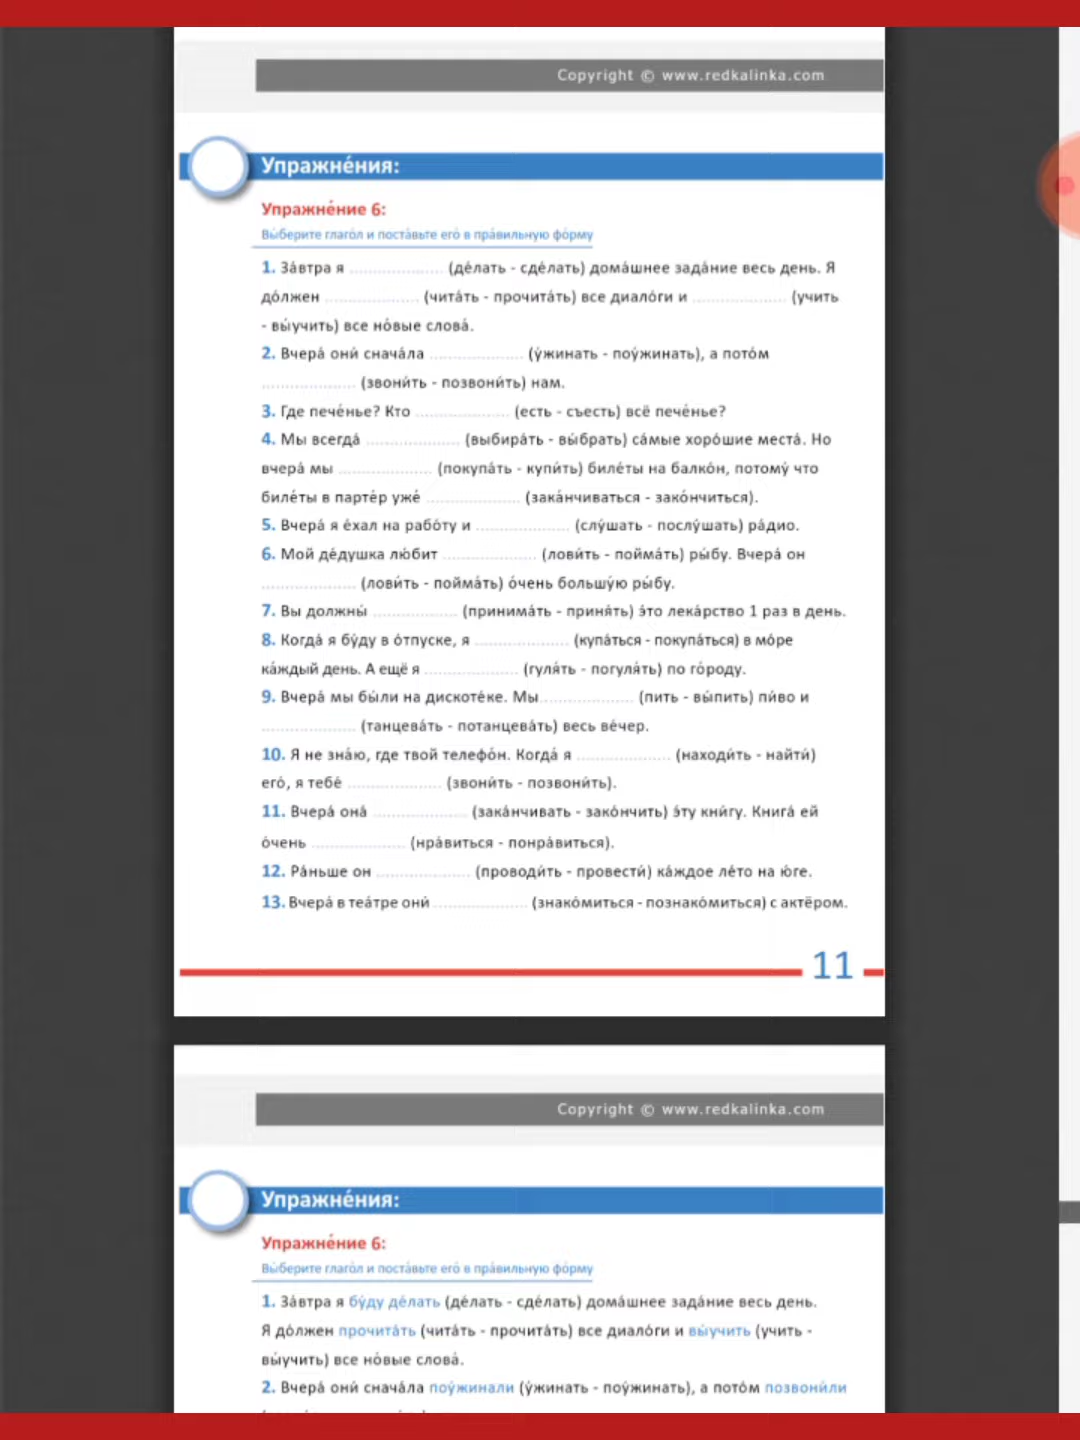 Copyright © www.redkalinka.com
Упражне́ния:
Упражне́ние 6:
Вы́берите глаго́л и поста́вьте его́ в пра́вильную фо́рму
1. За́втра я ..................... (де́лать - сде́лать) дома́шнее зада́ние весь день. Я
до́лжен ..................... (чита́ть - прочита́ть) все диало́ги и ..................... (учить
- вы́учить) все но́вые слова́.
2. Вчера́ они́ снача́ла ..................... (у́жинать - поу́жинать), а пото́м
..................... (звони́ть - позвони́ть) нам.
3. Где пече́нье? Кто ..................... (есть - съесть) всё пече́нье?
4. Мы всегда́ ..................... (выбира́ть - вы́брать) са́мые хоро́шие места́. Но
вчера́ мы ..................... (покупа́ть - купи́ть) биле́ты на балко́н, потому́ что
биле́ты в парте́р уже́ ..................... (зака́нчиваться - зако́нчиться).
5. Вчера́ я е́хал на рабо́ту и ..................... (слу́шать - послу́шать) ра́дио.
6. Мой де́душка лю́бит ..................... (лови́ть - пойма́ть) ры́бу. Вчера́ он
..................... (лови́ть - пойма́ть) о́чень большу́ю ры́бу.
7. Вы должны́ ..................... (принима́ть - приня́ть) э́то лека́рство 1 раз в день.
8. Когда́ я бу́ду в о́тпуске, я ..................... (купа́ться - покупа́ться) в мо́ре
ка́ждый день. А ещё я ..................... (гуля́ть - погуля́ть) по го́роду.
9. Вчера́ мы бы́ли на дискоте́ке. Мы..................... (пить - вы́пить) пи́во и
..................... (танцева́ть - потанцева́ть) весь ве́чер.
10. Я не зна́ю, где твой телефо́н. Когда́ я ..................... (находи́ть - найти́)
его́, я тебе́ ..................... (звони́ть - позвони́ть).
11. Вчера́ она́ ..................... (зака́нчивать - зако́нчить) э́ту кни́гу. Книга́ ей
о́чень ..................... (нра́виться - понра́виться).
12. Ра́ньше он ..................... (проводи́ть - провести́) ка́ждое ле́то на ю́ге.
13. Вчера́ в теа́тре они́ ..................... (знако́миться - познако́миться) с актёром.
11
Copyright © www.redkalinka.com
Упражне́ния:
Упражне́ние 6:
Вы́берите глаго́л и поста́вьте его́ в пра́вильную фо́рму
1. За́втра я бу́ду де́лать (де́лать - сде́лать) дома́шнее зада́ние весь день.
Я до́лжен прочита́ть (чита́ть - прочита́ть) все диало́ги и вы́учить (учить -
вы́учить) все но́вые слова́.
2. Вчера́ они́ снача́ла поу́жинали (у́жинать - поу́жинать), а пото́м позвони́ли